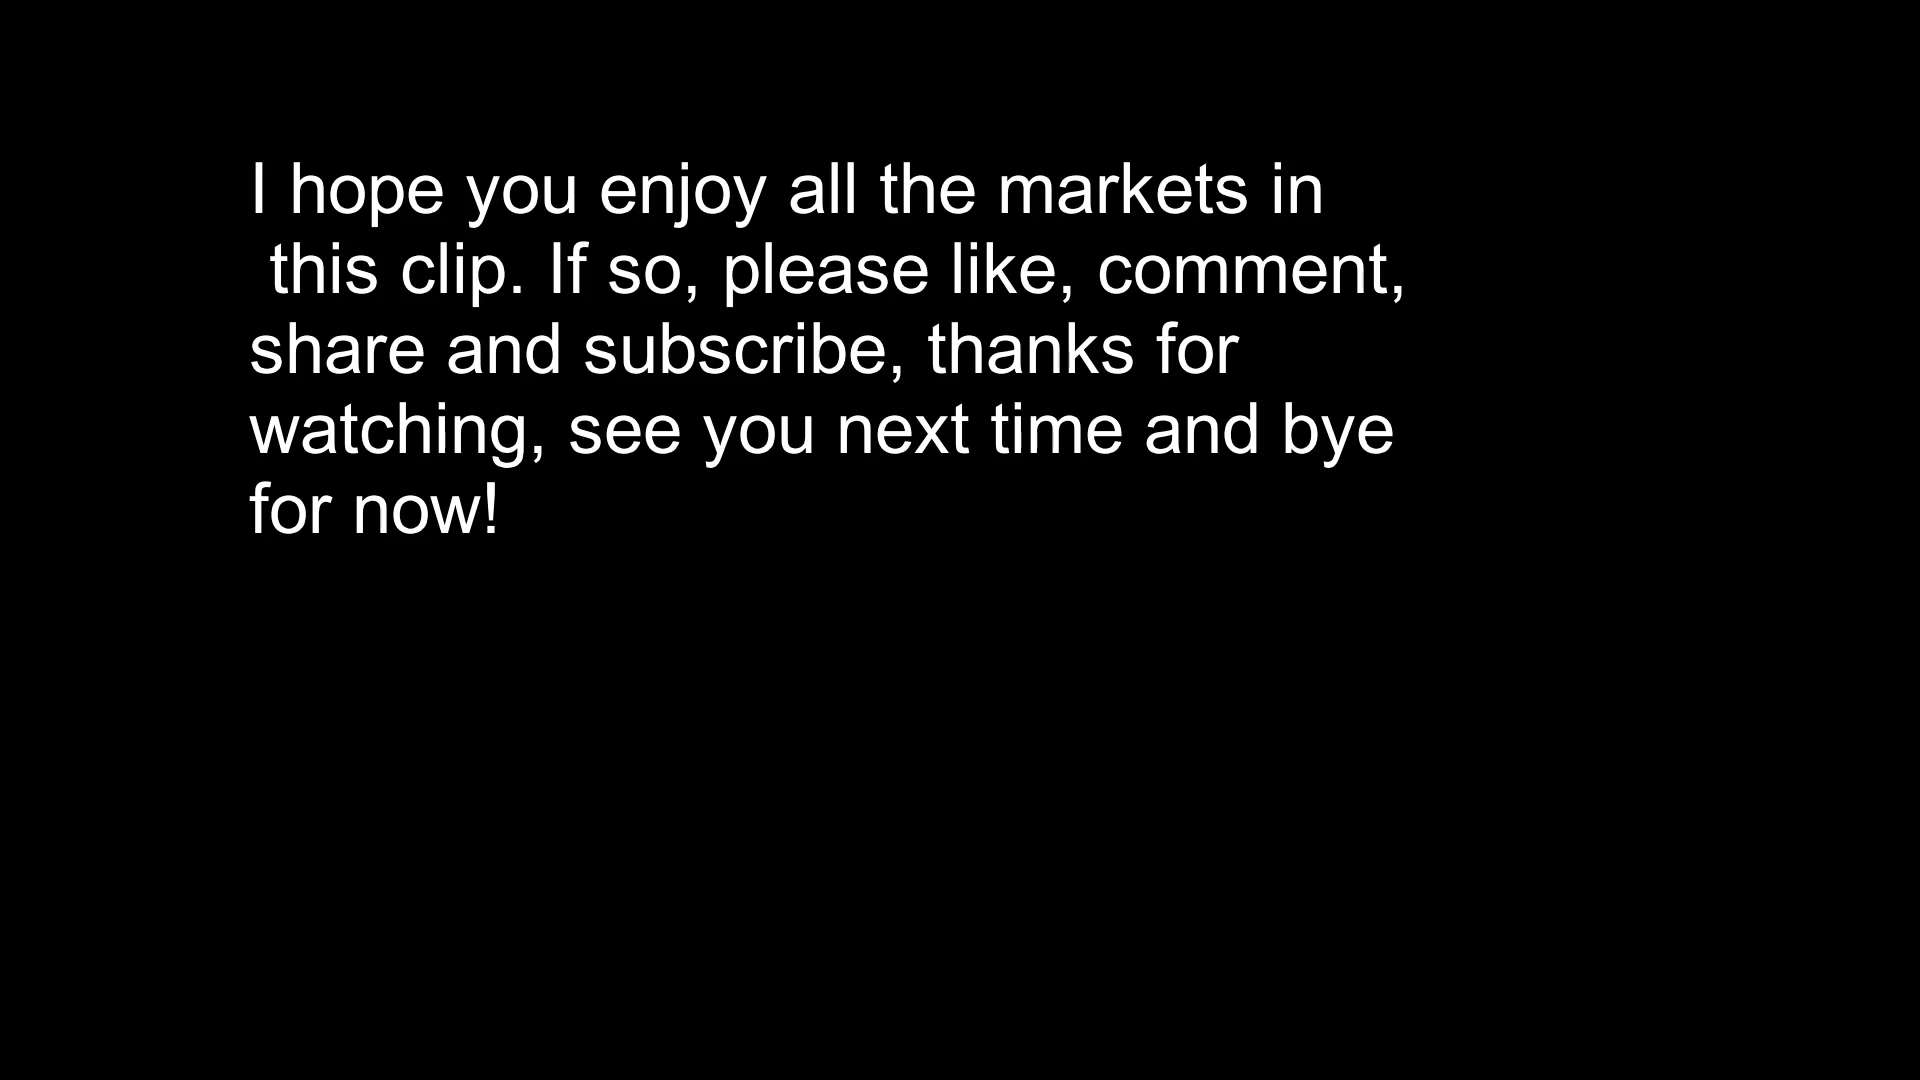 I hope you enjoy all the markets in
this clip. If so, please like, comment,
share and subscribe, thanks for
watching, see you next time and bye
for now!